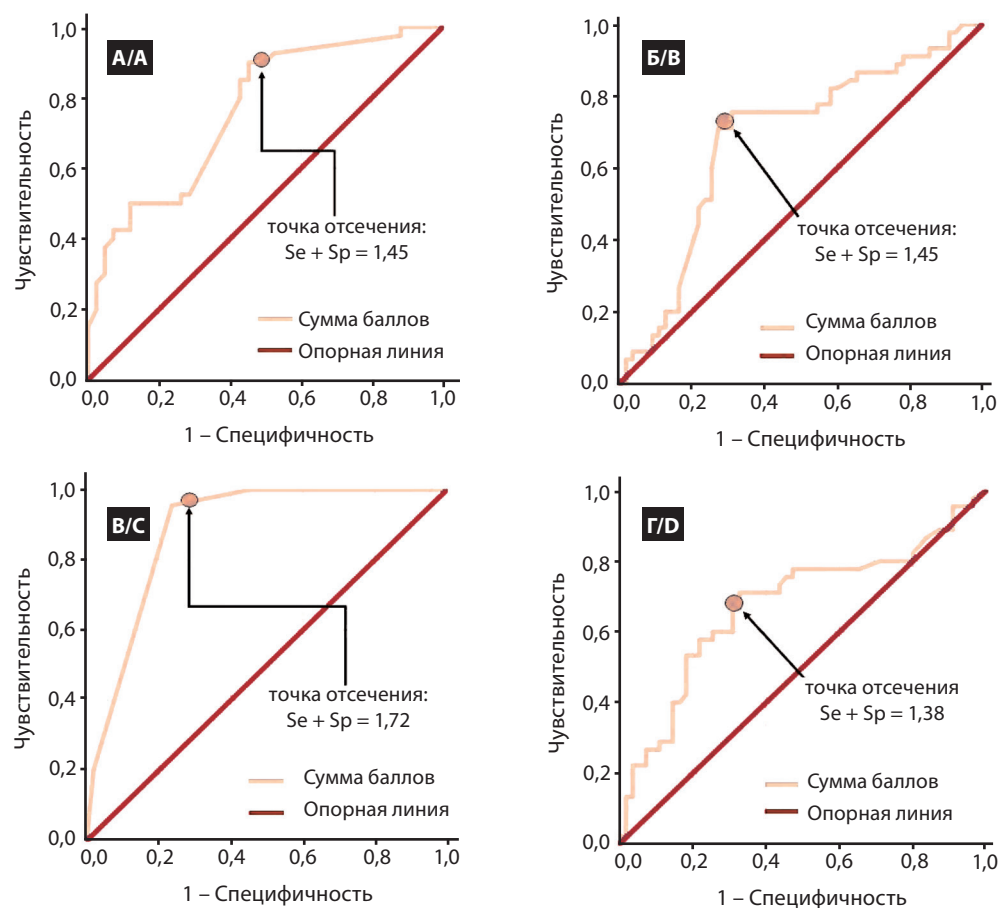 А/A
Чувствительность
1,0
0,8
0,6
0,4
0,2
0,0
0,0
0,2
0,4
0,6
0,8
1,0
1 – Специфичность
точка отсечения:
Se + Sp = 1,45
Сумма баллов
Опорная линия
Б/B
Чувствительность
1,0
0,8
0,6
0,4
0,2
0,0
0,0
0,2
0,4
0,6
0,8
1,0
1 – Специфичность
точка отсечения:
Se + Sp = 1,45
Сумма баллов
Опорная линия
В/C
Чувствительность
1,0
0,8
0,6
0,4
0,2
0,0
0,0
0,2
0,4
0,6
0,8
1,0
1 – Специфичность
точка отсечения:
Se + Sp = 1,72
Сумма баллов
Опорная линия
Г/D
Чувствительность
1,0
0,8
0,6
0,4
0,2
0,0
0,0
0,2
0,4
0,6
0,8
1,0
1 – Специфичность
точка отсечения
Se + Sp = 1,38
Сумма баллов
Опорная линия